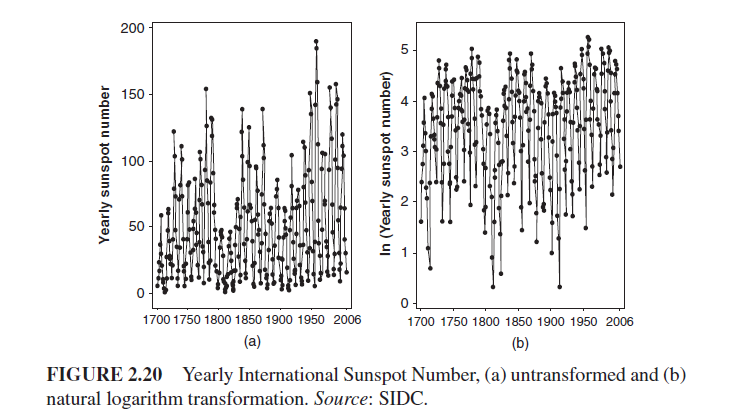 Yearly sunspot number
200
150
100
50
0
1700 1750 1800 1850 1900 1950 2006
(a)
ln (Yearly sunspot number)
5
4
3
2
1
0
1700 1750 1800 1850 1900 1950 2006
(b)
FIGURE 2.20 Yearly International Sunspot Number, (a) untransformed and (b)
natural logarithm transformation. Source: SIDC.